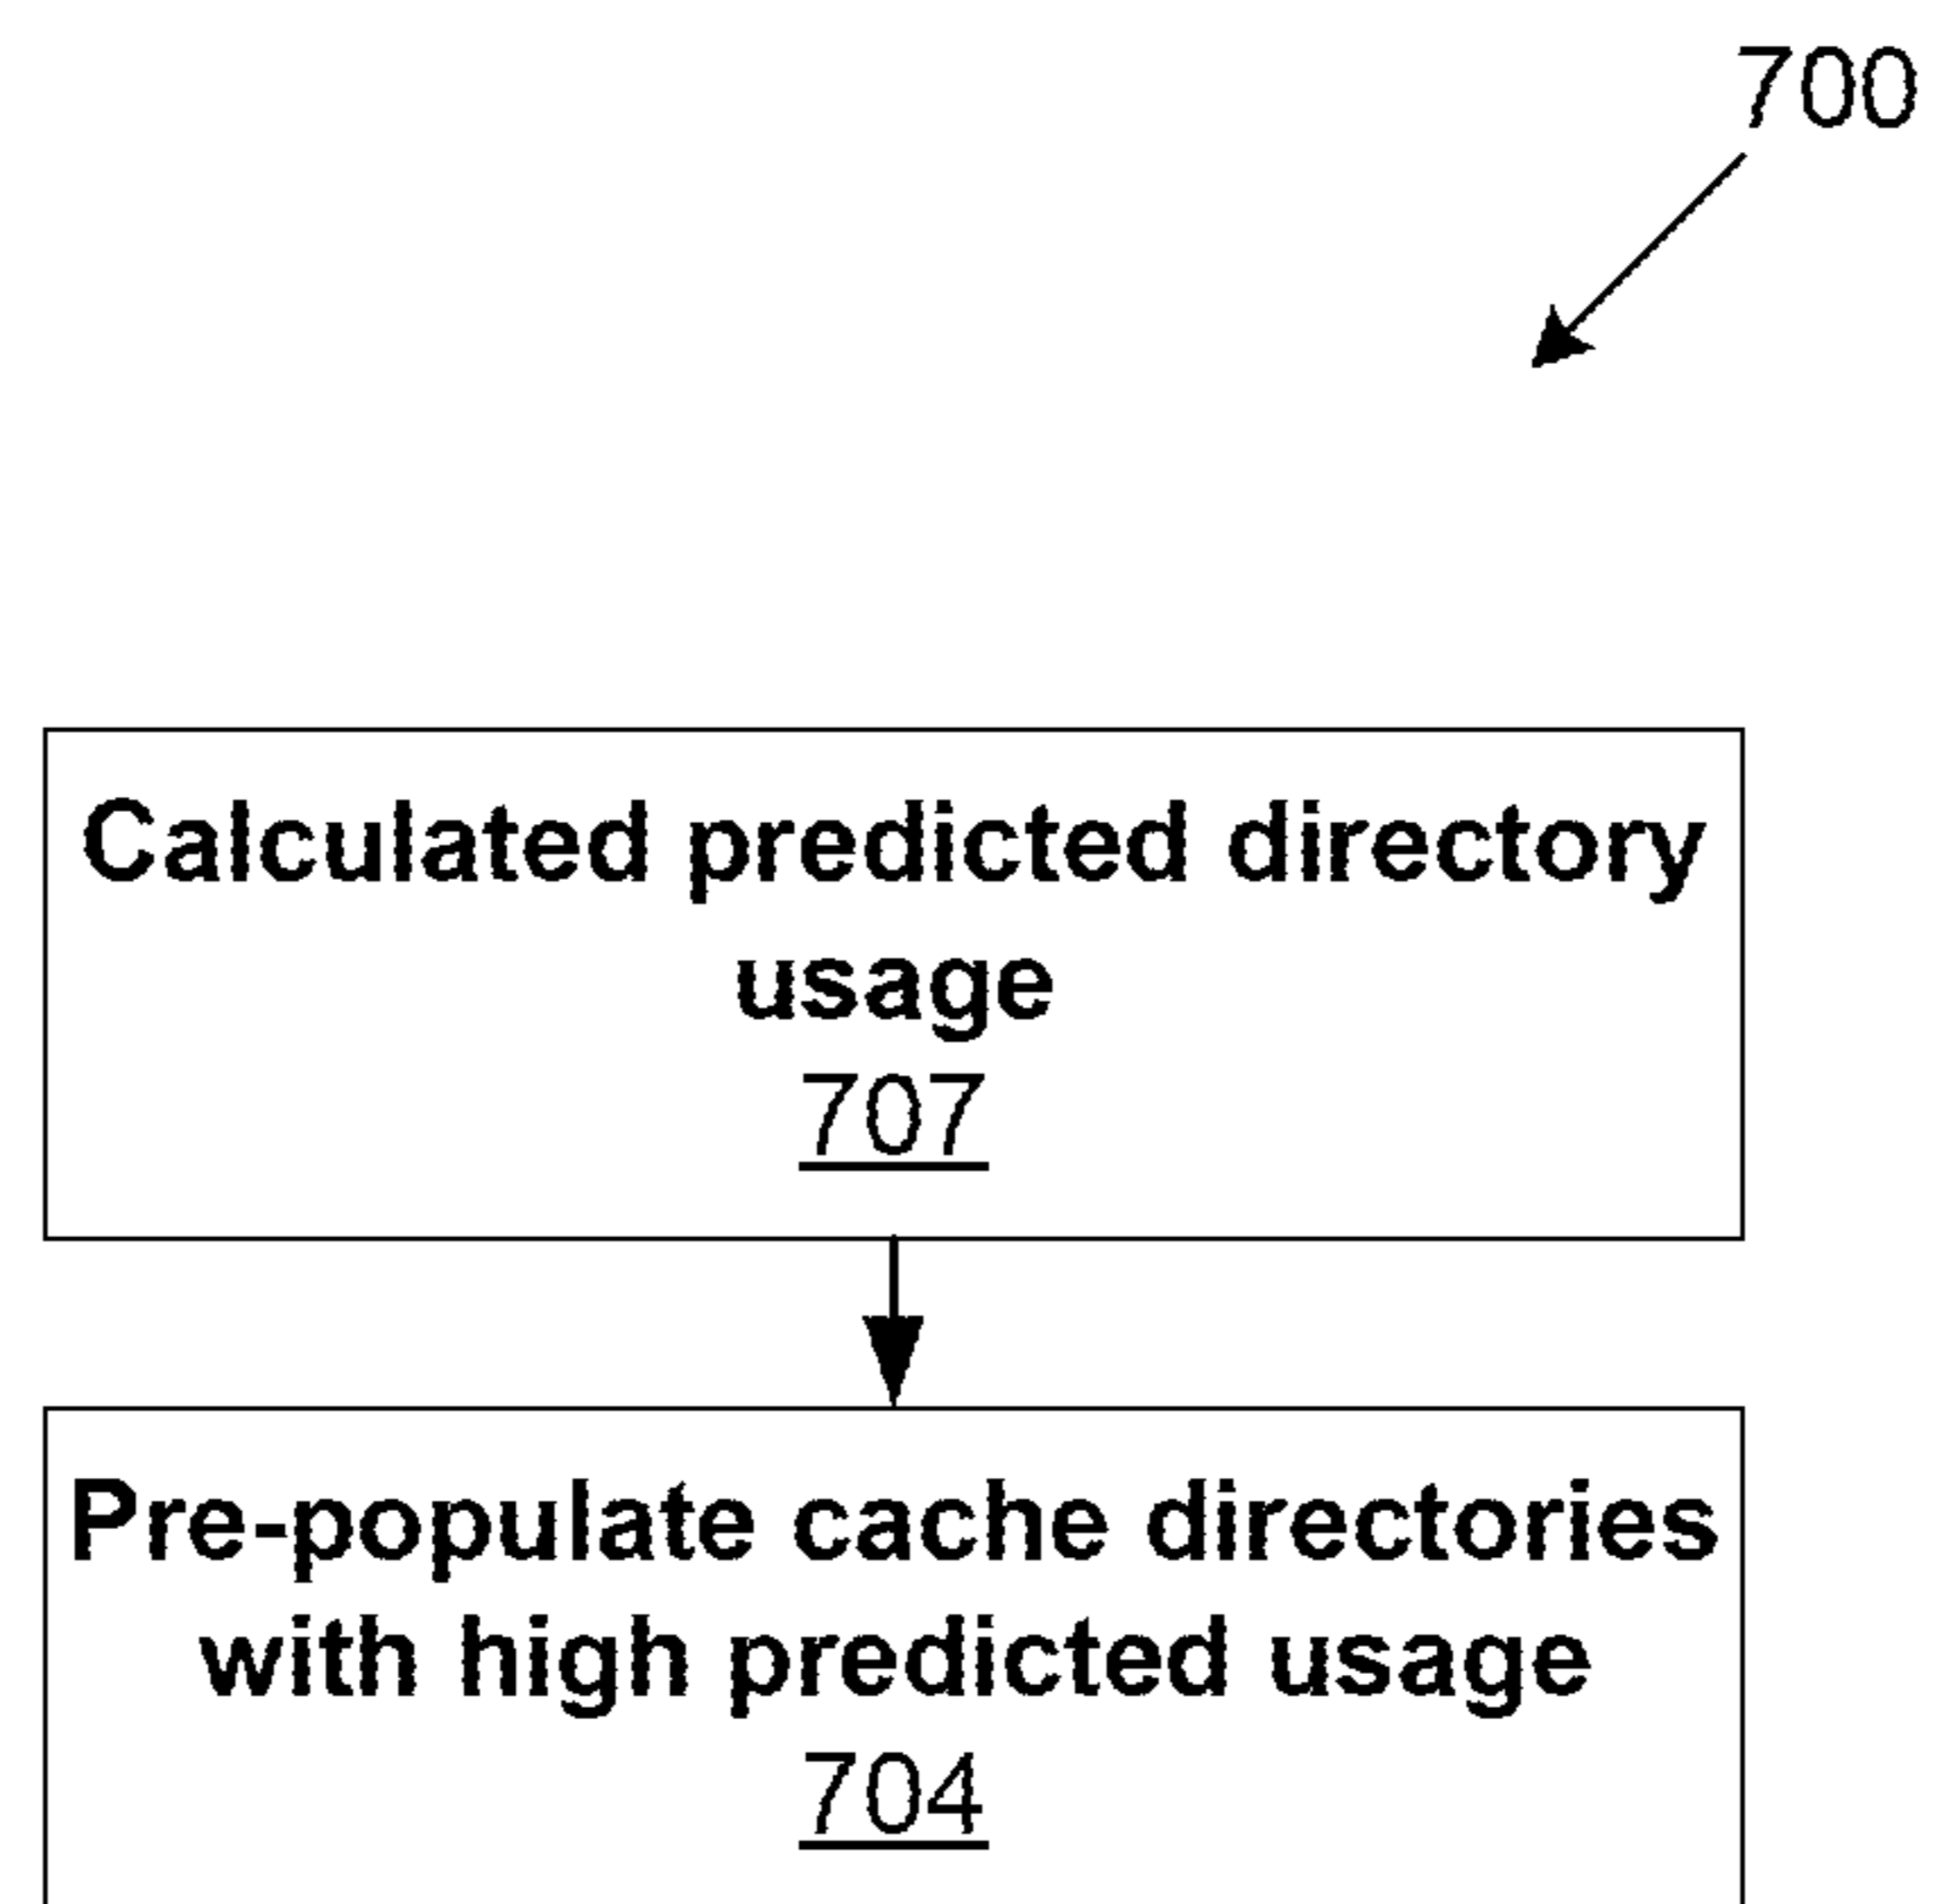 700
Calculated predicted directory
usage
707
Pre-populate cache directories
with high predicted usage
704